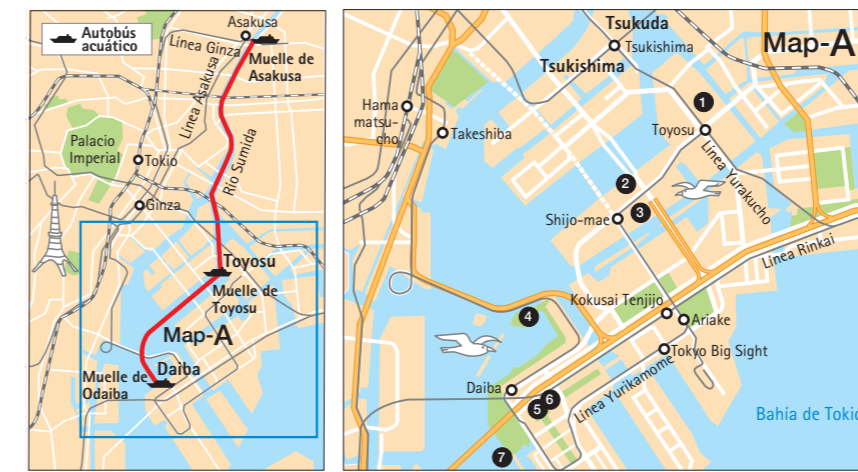 Autobús
acuático
Asakusa
Línea Ginza
Muelle de
Asakusa
Línea Asakusa
Palacio
Imperial
Tokio
Río Sumida
Ginza
Toyosu
Muelle de
Toyosu
Map-A
Daiba
Muelle de
Odaiba
Tsukuda
Tsukishima
Tsukishima
Map-A
Hama
matsu-
cho
Takeshiba
1
Toyosu
Línea Yurakucho
2
3
Shijo-mae
Línea Rinkai
Kokusai Tenjijo
4
Ariake
Tokyo Big Sight
Daiba
6
5
Línea Yurikamome
Bahía de Tokio
7